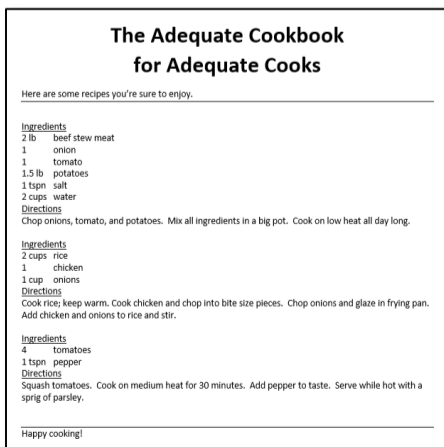 The Adequate Cookbook
for Adequate Cooks
Here are some recipes you're sure to enjoy.
Ingredients
2 lb beef stew meat
1 onion
1 tomato
1.5 lb potatoes
1 tspn salt
2 cups water
Directions
Chop onions, tomato, and potatoes. Mix all ingredients in a big pot. Cook on low heat all day long.
Ingredients
2 cups rice
1 chicken
1 cup onions
Directions
Cook rice; keep warm. Cook chicken and chop into bite size pieces. Chop onions and glaze in frying pan.
Add chicken and onions to rice and stir.
Ingredients
4 tomatoes
1 tspn pepper
Directions
Squash tomatoes. Cook on medium heat for 30 minutes. Add pepper to taste. Serve while hot with a
sprig of parsley.
Happy cooking!